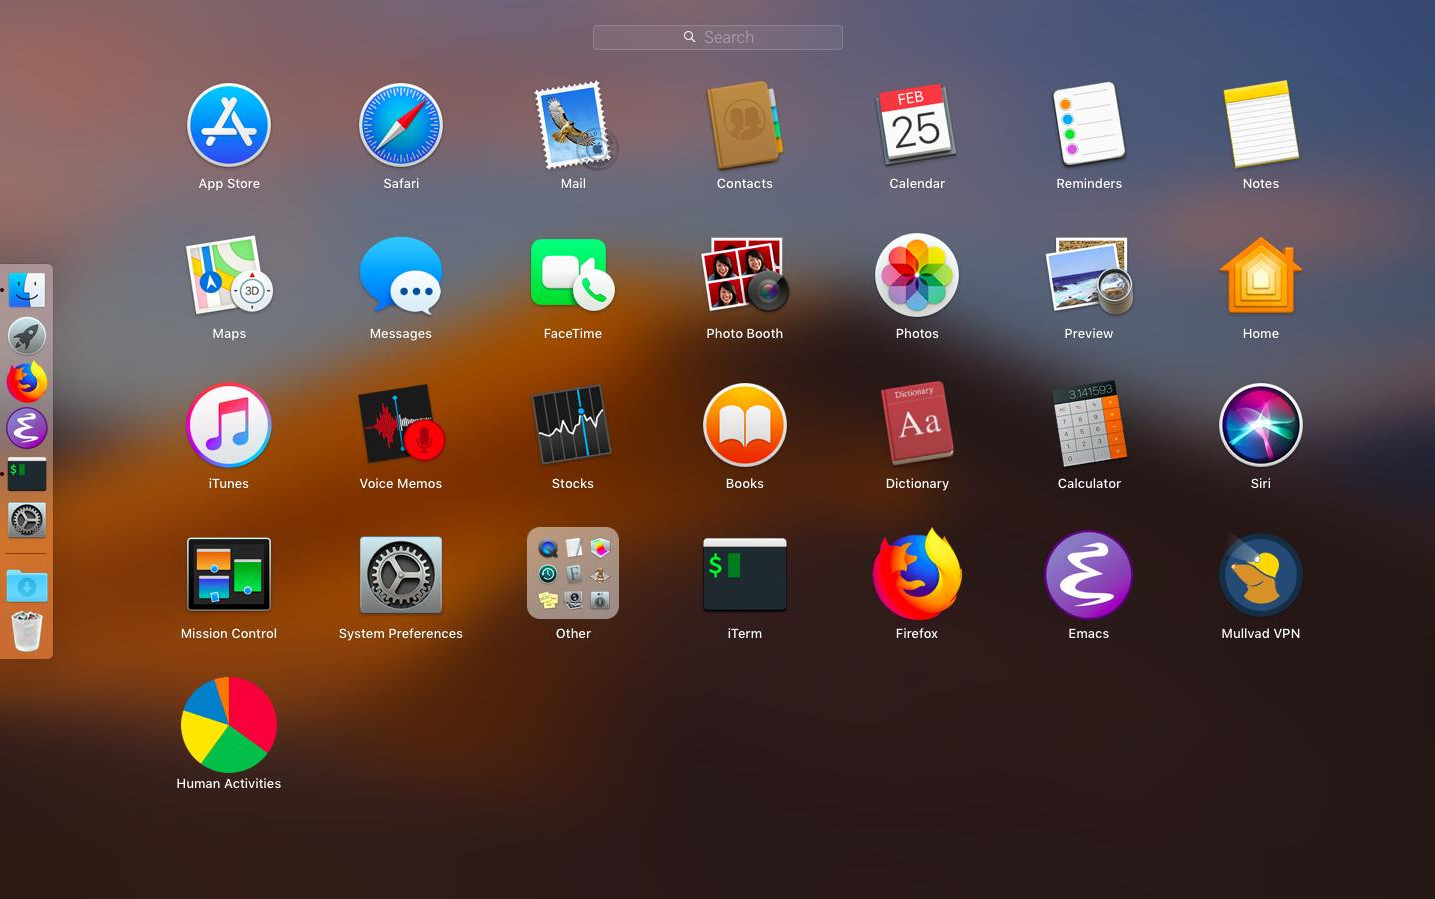 Search
App Store
Safari
Mail
FEB
25
Contacts
Calendar
Reminders
Notes
3D
Maps
Messages
FaceTime
Photo Booth
Photos
Preview
Home
iTunes
Voice Memos
Stocks
Books
Dictionary
Aa
Dictionary
3.141593
Calculator
Siri
$
Mission Control
System Preferences
Other
$
iTerm
Firefox
Emacs
Mullvad VPN
Human Activities